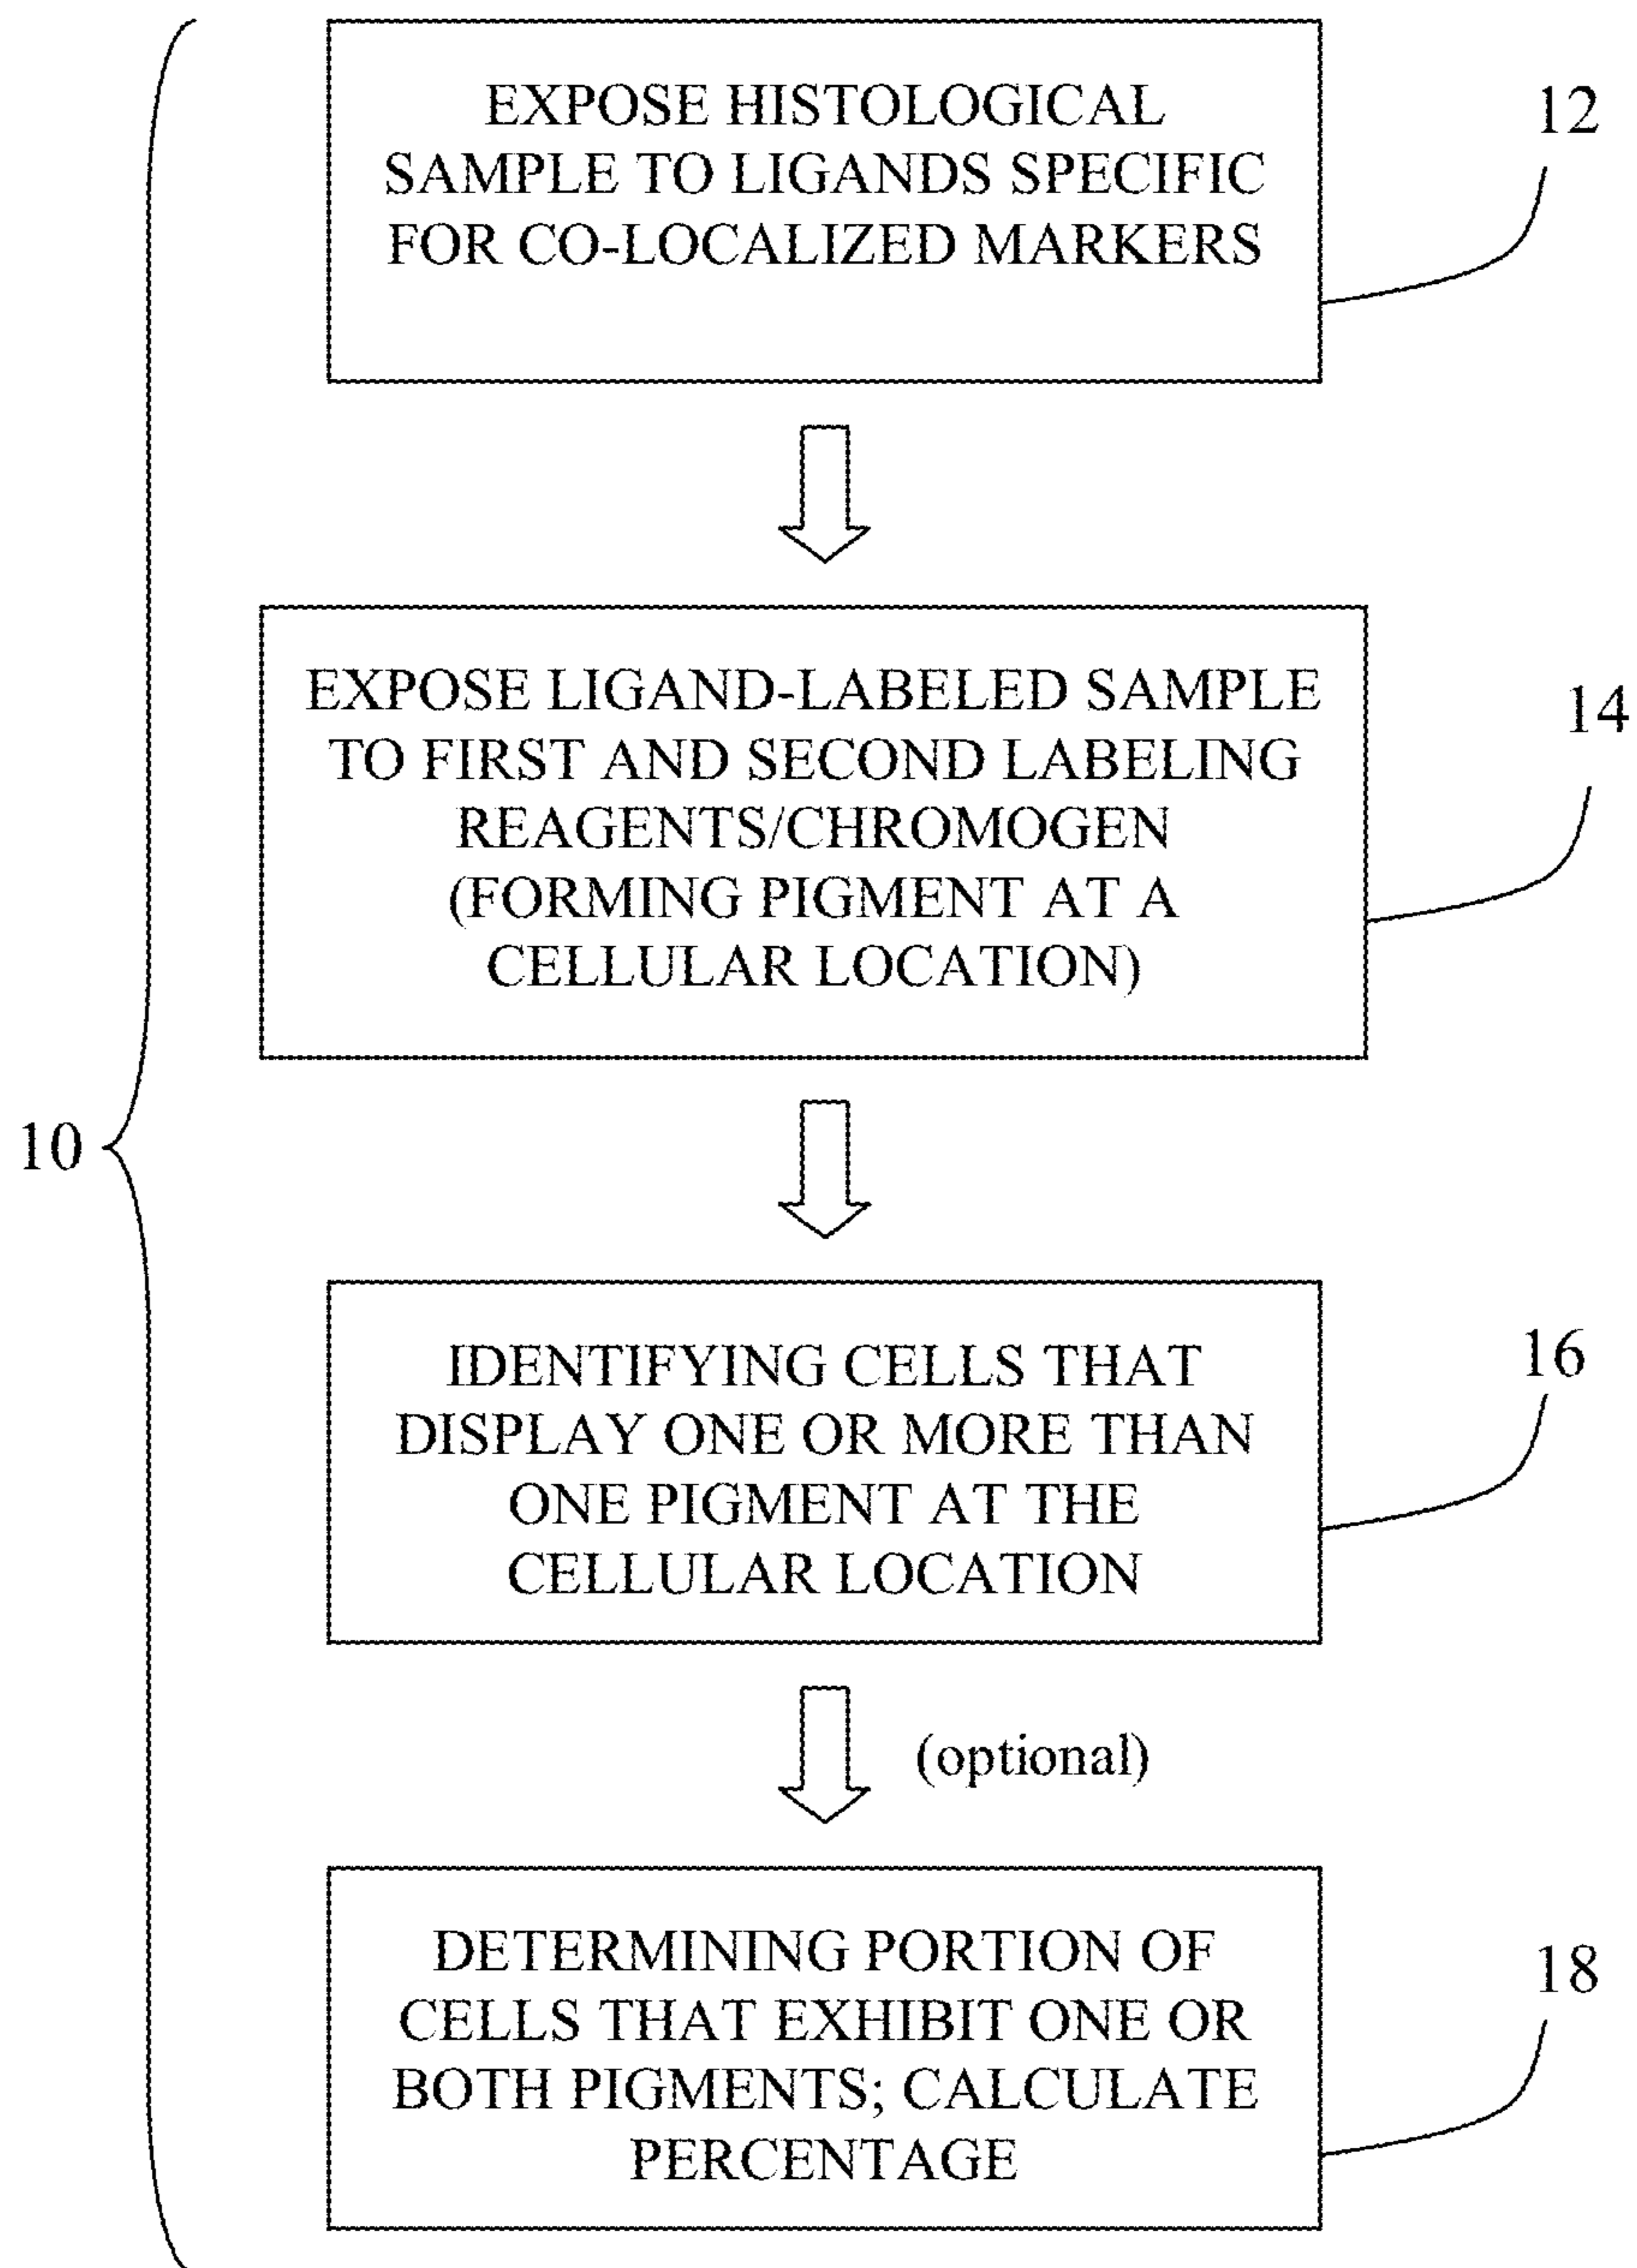 EXPOSE HISTOLOGICAL
SAMPLE TO LIGANDS SPECIFIC
FOR CO-LOCALIZED MARKERS
12
EXPOSE LIGAND-LABELED SAMPLE
TO FIRST AND SECOND LABELING
REAGENTS/CHROMOGEN
(FORMING PIGMENT AT A
CELLULAR LOCATION)
14
10
IDENTIFYING CELLS THAT
DISPLAY ONE OR MORE THAN
ONE PIGMENT AT THE
CELLULAR LOCATION
16
(optional)
DETERMINING PORTION OF
CELLS THAT EXHIBIT ONE OR
BOTH PIGMENTS; CALCULATE
PERCENTAGE
18